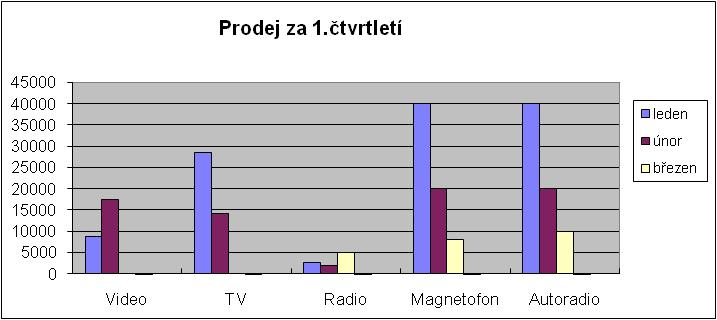 Prodej za 1.čtvrtletí
45000
40000
35000
30000
25000
20000
15000
10000
5000
0
Video TV Radio Magnetofon Autoradio
leden
únor
březen